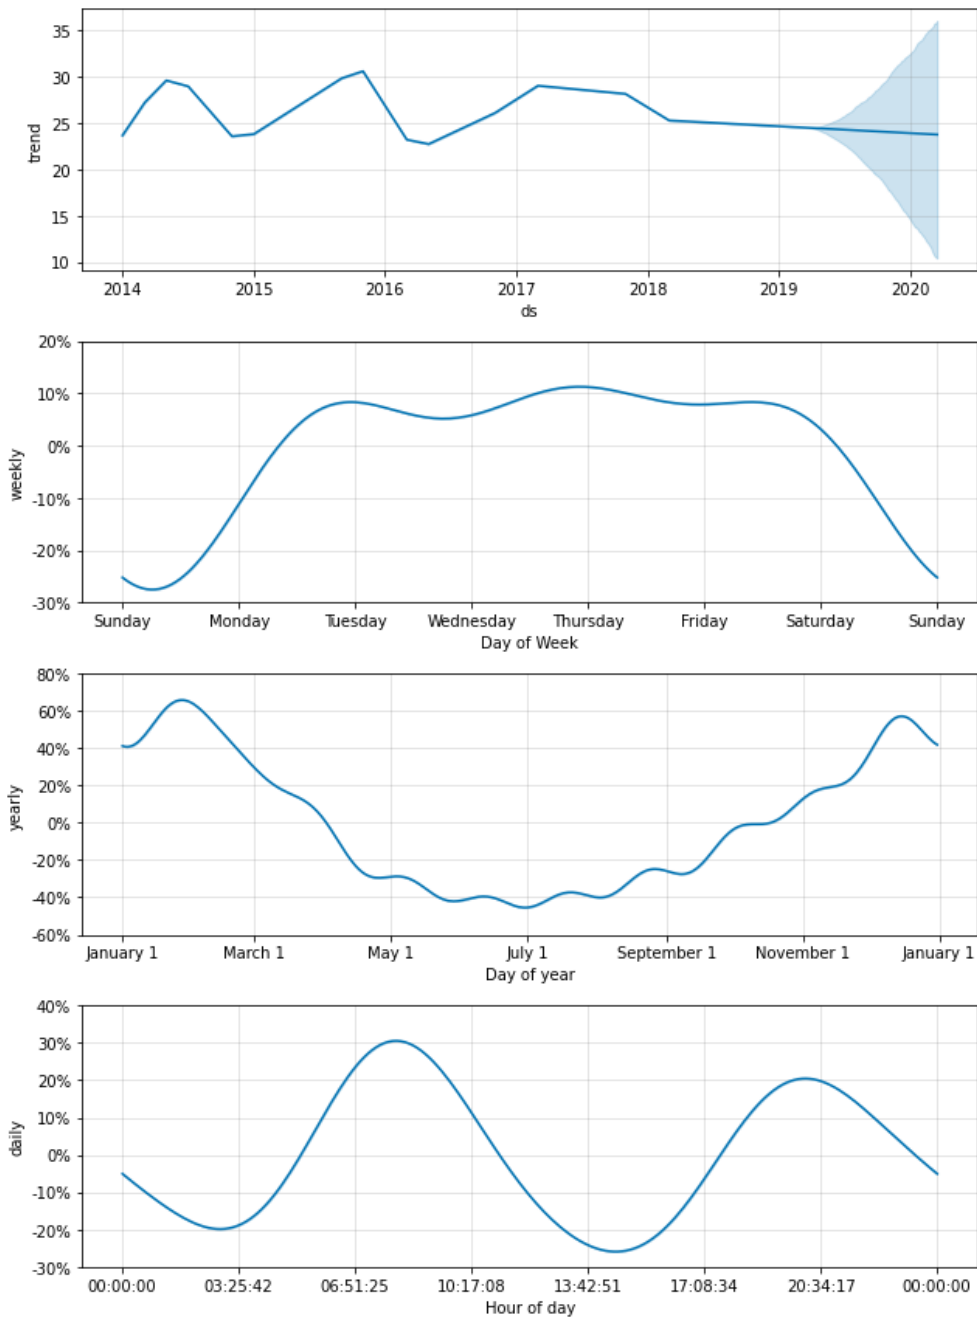 35
30
25
20
15
10
trend
2014 2015 2016 2017 2018 2019 2020
ds
20%
10%
0%
-10%
-20%
-30%
weekly
Sunday Monday Tuesday Wednesday Thursday Friday Saturday Sunday
Day of Week
80%
60%
40%
20%
0%
-20%
-40%
-60%
yearly
January 1 March 1 May 1 July 1 September 1 November 1 January 1
Day of year
40%
30%
20%
10%
0%
-10%
-20%
-30%
daily
00:00:00 03:25:42 06:51:25 10:17:08 13:42:51 17:08:34 20:34:17 00:00:00
Hour of day